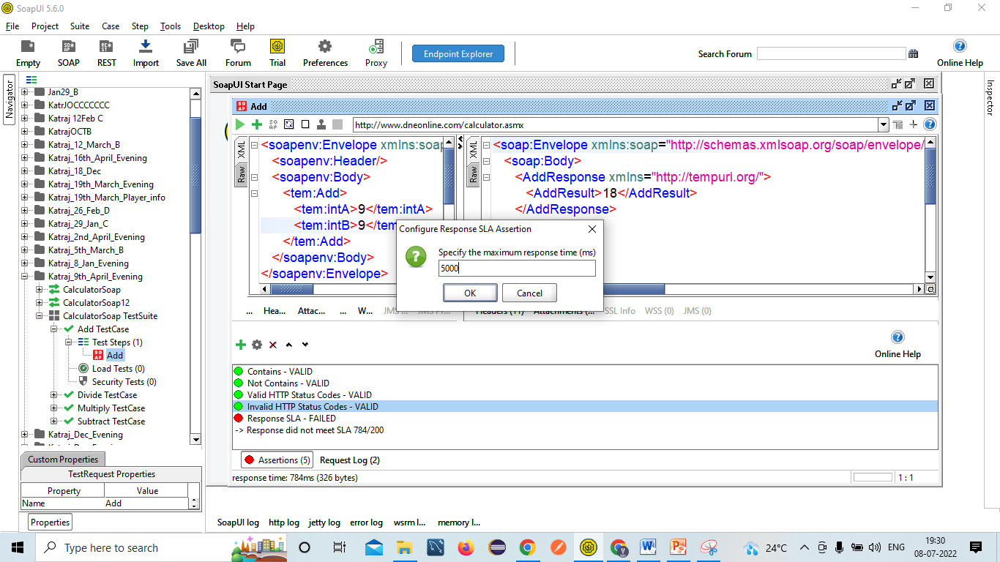 SoapUI 5.6.0
File Project Suite Case Step Tools Desktop Help
Empty SOAP REST Import Save All Forum Trial Preferences Proxy
Endpoint Explorer
Search Forum
Online Help
Navigator
Jan29_B
KatrJOCCCCCCC
Katraj 12Feb C
KatrajOCTB
Katraj_12_March_B
Katraj_16th_April_Evening
Katraj_18_Dec
Katraj_19th_March_Evening
Katraj_19th_March_Player_info
Katraj_26_Feb_D
Katraj_29_Jan_C
Katraj_2nd_April_Evening
Katraj_5th_March_B
Katraj_8_Jan_Evening
Katraj_9th_April_Evening
CalculatorSoap
CalculatorSoap12
CalculatorSoap TestSuite
Add TestCase
Test Steps (1)
Add
Load Tests (0)
Security Tests (0)
Divide TestCase
Multiply TestCase
Subtract TestCase
Katraj_Dec_Evening
Custom Properties
TestRequest Properties
Property Value
Name Add
Properties
SoapUI Start Page
Add
http://www.dneonline.com/calculator.asmx
XML
Raw
<soapenv:Envelope xmlns:soap
<soapenv:Header/>
<soapenv:Body>
<tem:Add>
<tem:intA>9</tem:intA>
<tem:intB>9</tem
</tem:Add>
</soapenv:Body>
</soapenv:Envelope>
XML
Raw
<soap:Envelope xmlns:soap="http://schemas.xmlsoap.org/soap/envelope/
<soap:Body>
<AddResponse xmlns="http://tempuri.org/">
<AddResult>18</AddResult>
</AddResponse>
Configure Response SLA Assertion
Specify the maximum response time (ms)
5000
OK Cancel
... Hea... Attac... ... W... JMS ... JMS Pr...
Headers (11) Attachments (... SSL Info WSS (0) JMS (0)
Online Help
Contains - VALID
Not Contains - VALID
Valid HTTP Status Codes - VALID
Invalid HTTP Status Codes - VALID
Response SLA - FAILED
-> Response did not meet SLA 784/200
Assertions (5) Request Log (2)
response time: 784ms (326 bytes)
1 : 1
SoapUI log http log jetty log error log wsrm l... memory l...
Inspector
Type here to search
24°C
ENG
19:30
08-07-2022